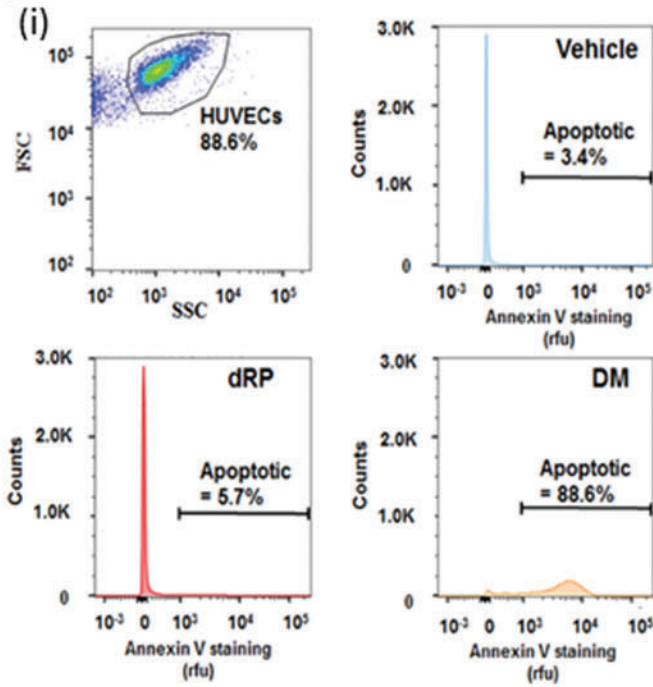 (i)
FSC
10⁵
10⁴
10³
10²
HUVECs
88.6%
10² 10³ 10⁴ 10⁵
SSC
Vehicle
Counts
3.0K
2.0K
1.0K
0
Apoptotic
= 3.4%
10⁻³ 0 10³ 10⁴ 10⁵
Annexin V staining
(rfu)
dRP
Counts
3.0K
2.0K
1.0K
0
Apoptotic
= 5.7%
10⁻³ 0 10³ 10⁴ 10⁵
Annexin V staining
(rfu)
DM
Counts
3.0K
2.0K
1.0K
0
Apoptotic
= 88.6%
10⁻³ 0 10³ 10⁴ 10⁵
Annexin V staining
(rfu)